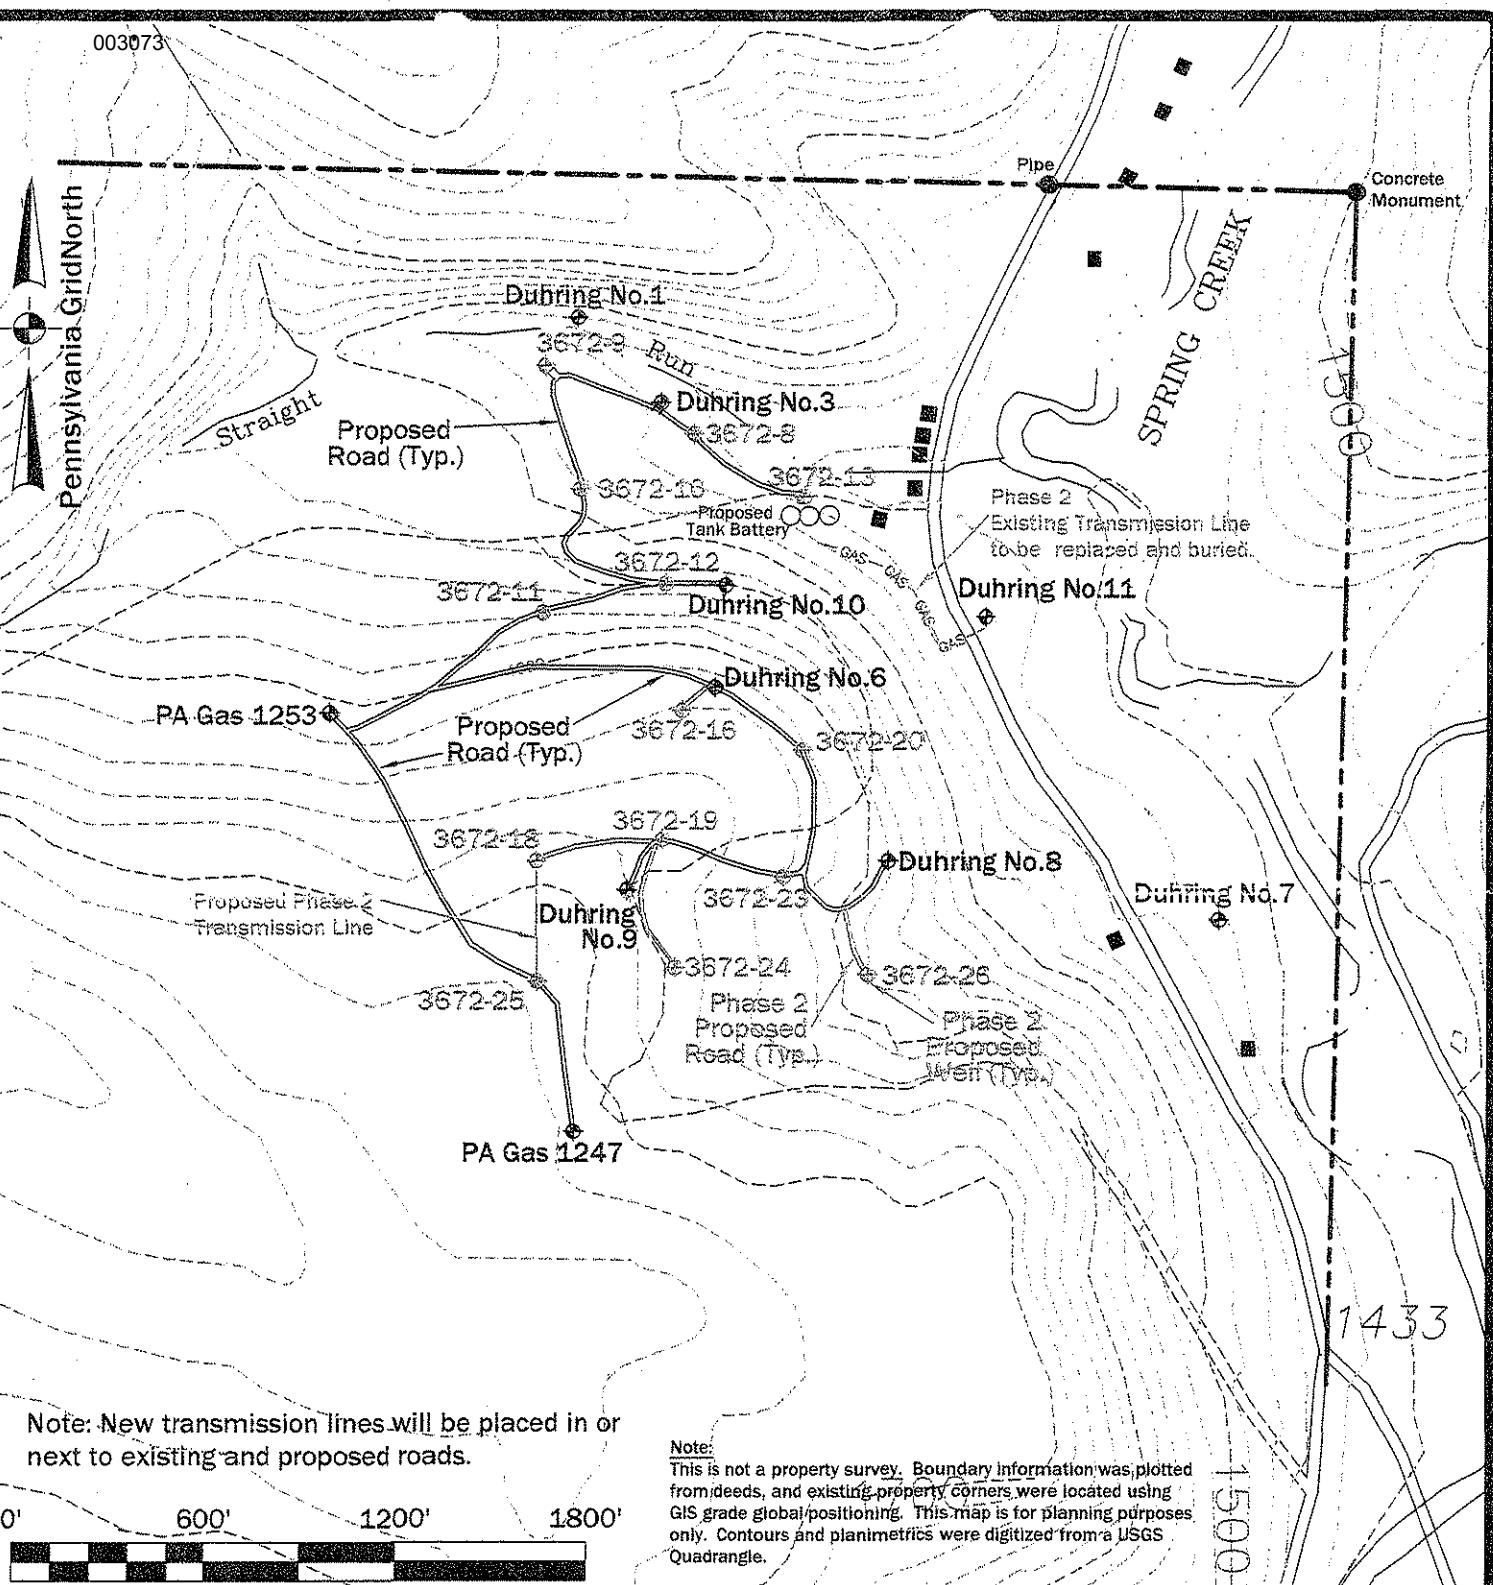 003073
Pipe
Concrete
Monument
Pennsylvania GridNorth
SPRING CREEK
Duhring No.1
3672-9
Run
1500
Straight
Duhring No.3
Proposed
Road (Typ.)
3672-8
3672-13
3672-10
Proposed
Tank Battery
Phase 2
Existing Transmission Line
to be replaced and buried.
GAS
GAS
GAS
GAS
3672-12
3672-11
Duhring No.10
Duhring No.11
Duhring No.6
PA Gas 1253
3672-16
Proposed
Road (Typ.)
3672-20
3672-19
3672-18
Duhring No.8
3672-23
Proposed Phase 2
Transmission Line
Duhring
No.9
Duhring No.7
3672-24
3672-26
3672-25
Phase 2
Proposed
Road (Typ.)
Phase 2
Proposed
Well (Typ.)
PA Gas 1247
1433
Note: New transmission lines will be placed in or
next to existing and proposed roads.
Note:
This is not a property survey. Boundary information was plotted
from deeds, and existing property corners were located using
GIS grade global positioning. This map is for planning purposes
only. Contours and planimetrics were digitized from a USGS
Quadrangle.
1500
0'
600'
1200'
1800'